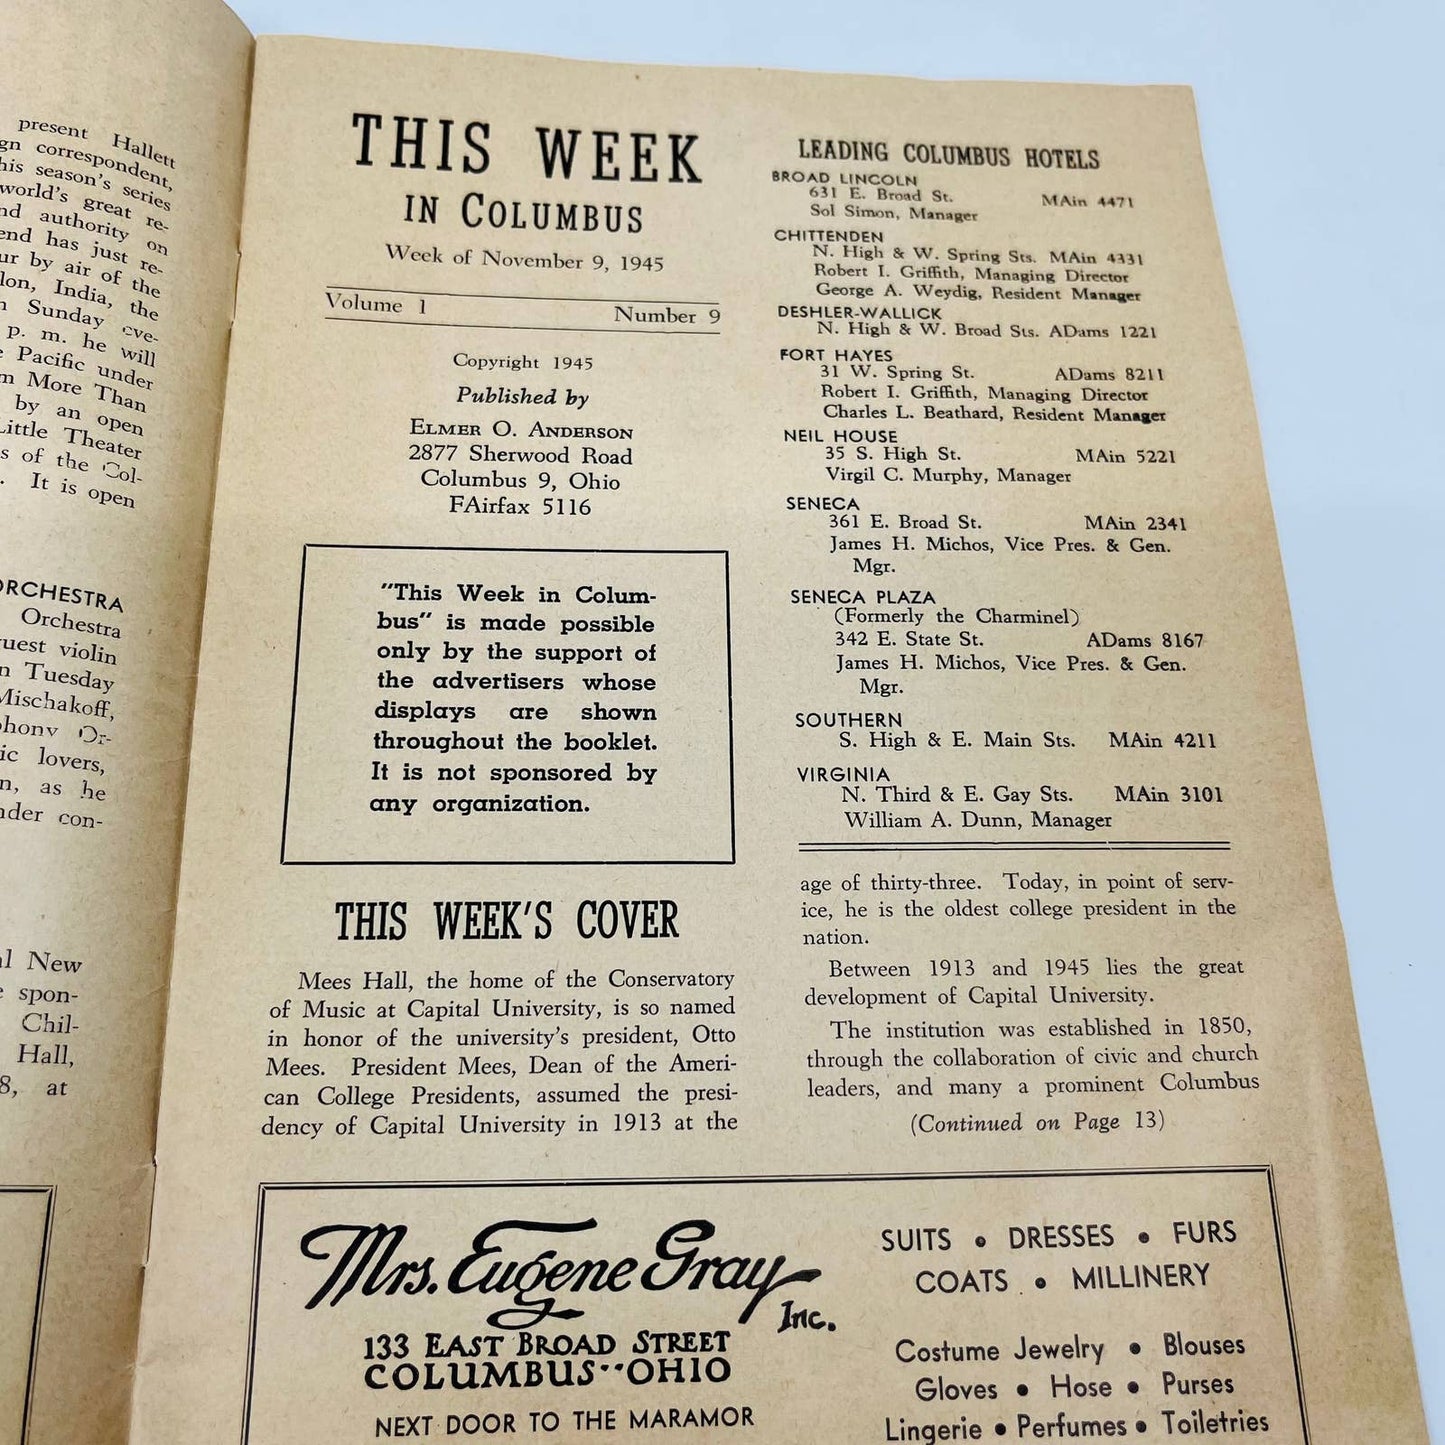 present Hallett
correspondent,
season's series
world's great re-
authority on
has just re-
by air of the
India, the
Sunday eve-
p. m. he will
Pacific under
More Than
by an open
Little Theater
of the Col-
It is open
ORCHESTRA
Orchestra
violin
Tuesday
Mischakoff,
Or-
lovers,
as he
con-
New
spon-
Chil-
Hall,
at
THIS WEEK
IN COLUMBUS
Week of November 9, 1945
Volume 1 Number 9
Copyright 1945
Published by
ELMER O. ANDERSON
2877 Sherwood Road
Columbus 9, Ohio
FAirfax 5116
"This Week in Colum-
bus" is made possible
only by the support of
the advertisers whose
displays are shown
throughout the booklet.
It is not sponsored by
any organization.
THIS WEEK'S COVER
Mees Hall, the home of the Conservatory
of Music at Capital University, is so named
in honor of the university's president, Otto
Mees. President Mees, Dean of the Ameri-
can College Presidents, assumed the presi-
dency of Capital University in 1913 at the
LEADING COLUMBUS HOTELS
BROAD LINCOLN
631 E. Broad St. MAin 4471
Sol Simon, Manager
CHITTENDEN
N. High & W. Spring Sts. MAin 4331
Robert I. Griffith, Managing Director
George A. Weydig, Resident Manager
DESHLER-WALLICK
N. High & W. Broad Sts. ADams 1221
FORT HAYES
31 W. Spring St. ADams 8211
Robert I. Griffith, Managing Director
Charles L. Beathard, Resident Manager
NEIL HOUSE
35 S. High St. MAin 5221
Virgil C. Murphy, Manager
SENECA
361 E. Broad St. MAin 2341
James H. Michos, Vice Pres. & Gen.
Mgr.
SENECA PLAZA
(Formerly the Charminel)
342 E. State St. ADams 8167
James H. Michos, Vice Pres. & Gen.
Mgr.
SOUTHERN
S. High & E. Main Sts. MAin 4211
VIRGINIA
N. Third & E. Gay Sts. MAin 3101
William A. Dunn, Manager
age of thirty-three. Today, in point of serv-
ice, he is the oldest college president in the
nation.
Between 1913 and 1945 lies the great
development of Capital University.
The institution was established in 1850,
through the collaboration of civic and church
leaders, and many a prominent Columbus
(Continued on Page 13)
Mrs. Eugene Gray Inc.
133 EAST BROAD STREET
COLUMBUS··OHIO
NEXT DOOR TO THE MARAMOR
SUITS • DRESSES • FURS
COATS • MILLINERY
Costume Jewelry • Blouses
Gloves • Hose • Purses
Lingerie • Perfumes • Toiletries